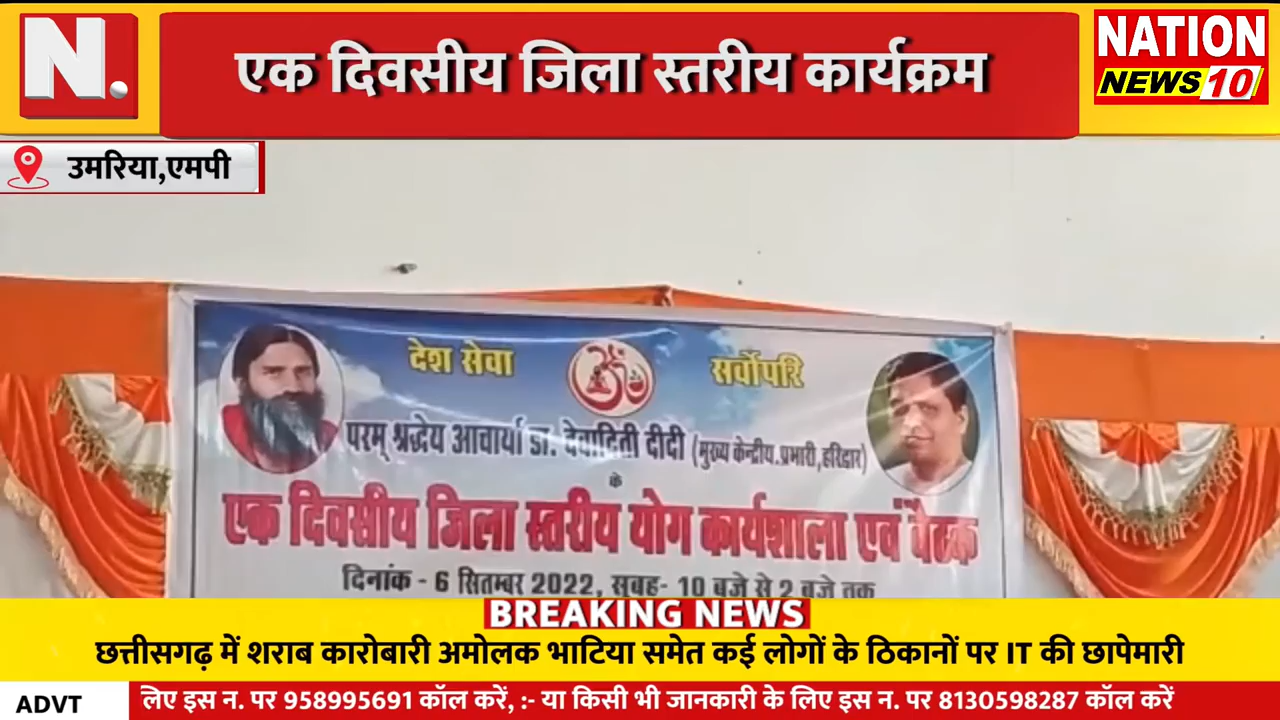 N.
एक दिवसीय जिला स्तरीय कार्यक्रम
NATION
NEWS 10
उमरिया,एमपी
देश सेवा
सर्वोपरि
परम् श्रद्धेय आचार्या डा. देवादिती दीदी (मुख्य केन्द्रीय.प्रभारी,हरिद्वार)
के
एक दिवसीय जिला स्तरीय योग कार्यशाला एवं बैठक
दिनांक - 6 सितम्बर 2022, सुबह- 10 बजे से 2 बजे तक
BREAKING NEWS
छत्तीसगढ़ में शराब कारोबारी अमोलक भाटिया समेत कई लोगों के ठिकानों पर IT की छापेमारी
ADVT
लिए इस न. पर 958995691 कॉल करें, :- या किसी भी जानकारी के लिए इस न. पर 8130598287 कॉल करें